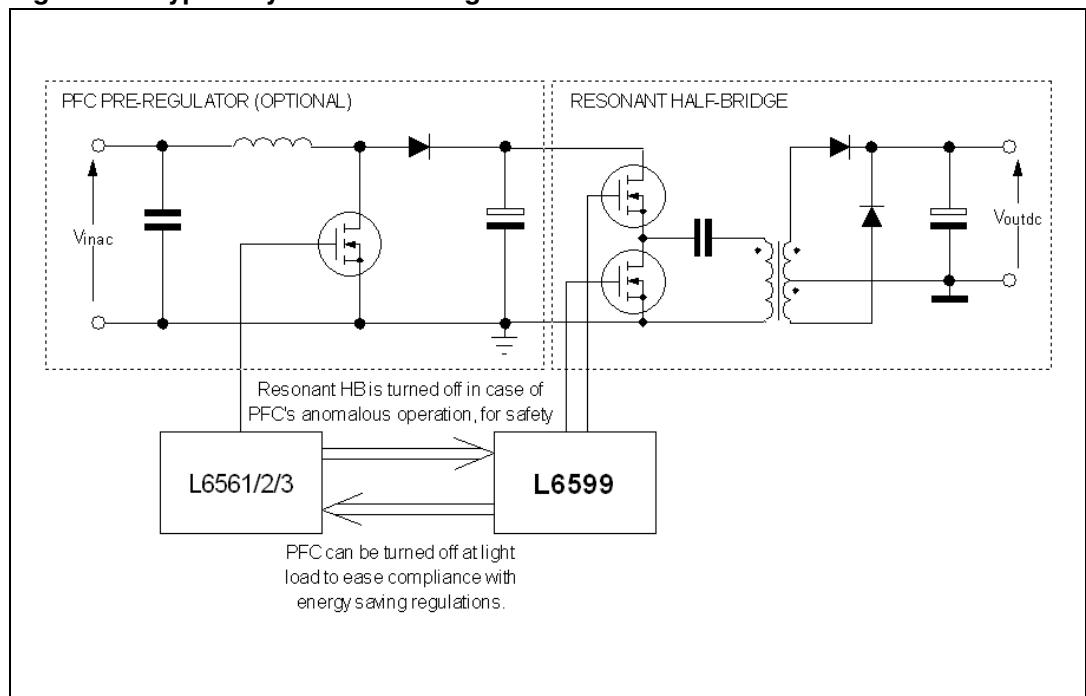 PFC PRE-REGULATOR (OPTIONAL)
RESONANT HALF-BRIDGE
Vinac
Voutdc
Resonant HB is turned off in case of
PFC's anomalous operation, for safety
L6561/2/3
L6599
PFC can be turned off at light
load to ease compliance with
energy saving regulations.